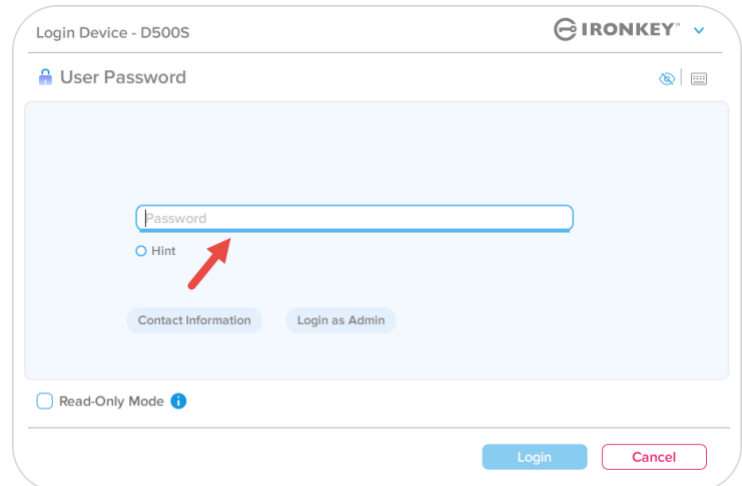 Login Device - D500S
IRONKEY™
User Password
Password
Hint
Contact Information
Login as Admin
Read-Only Mode
Login
Cancel